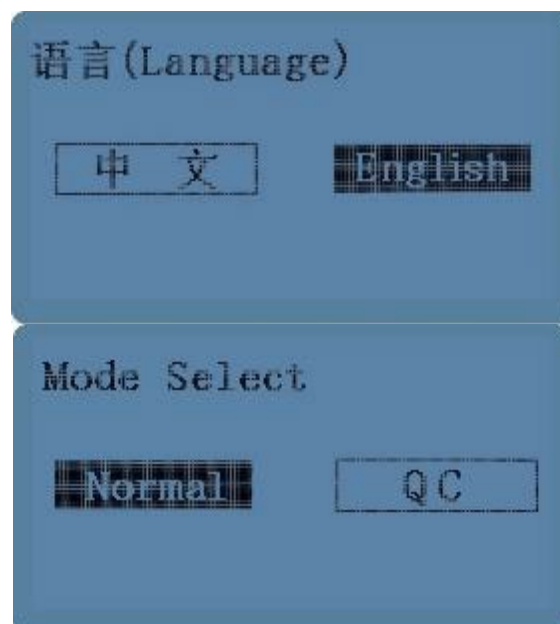 语言(Language)
中 文 English
Mode Select
Normal QC